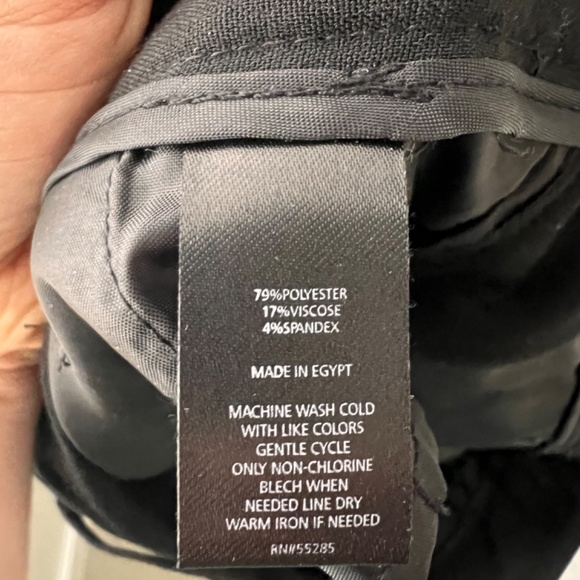 79%POLYESTER
17%VISCOSE
4%SPANDEX
MADE IN EGYPT
MACHINE WASH COLD
WITH LIKE COLORS
GENTLE CYCLE
ONLY NON-CHLORINE
BLECH WHEN
NEEDED LINE DRY
WARM IRON IF NEEDED
RN#55285